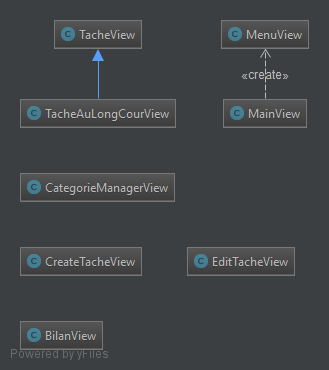 TacheView
MenuView
«create»
TacheAuLongCourView
MainView
CategorieManagerView
CreateTacheView
EditTacheView
BilanView
Powered by yFiles